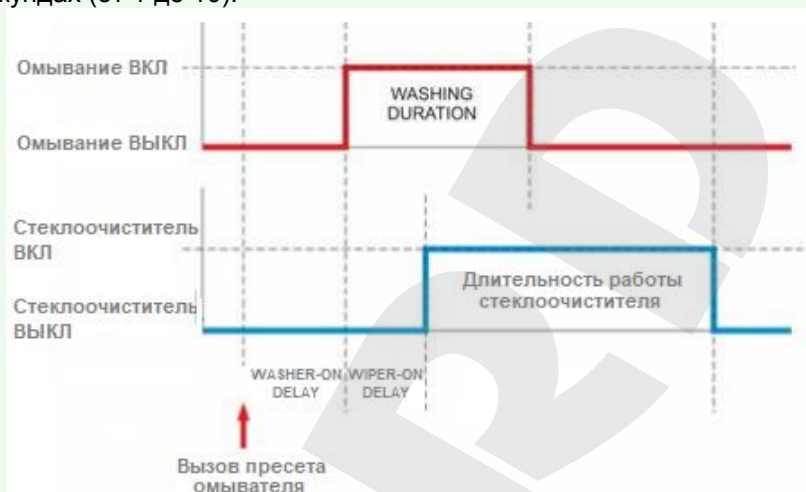 Омывание ВКЛ
WASHING
DURATION
Омывание ВЫКЛ
Стеклоочиститель
ВКЛ
Длительность работы
стеклоочистителя
Стеклоочиститель
ВЫКЛ
WASHER-ON WIPER-ON
DELAY DELAY
Вызов пресета
омывателя